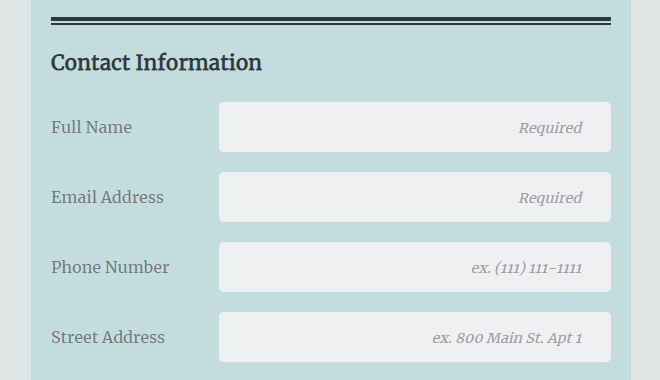 Contact Information
Full Name
Required
Email Address
Required
Phone Number
ex. (111) 111-1111
Street Address
ex. 800 Main St. Apt 1